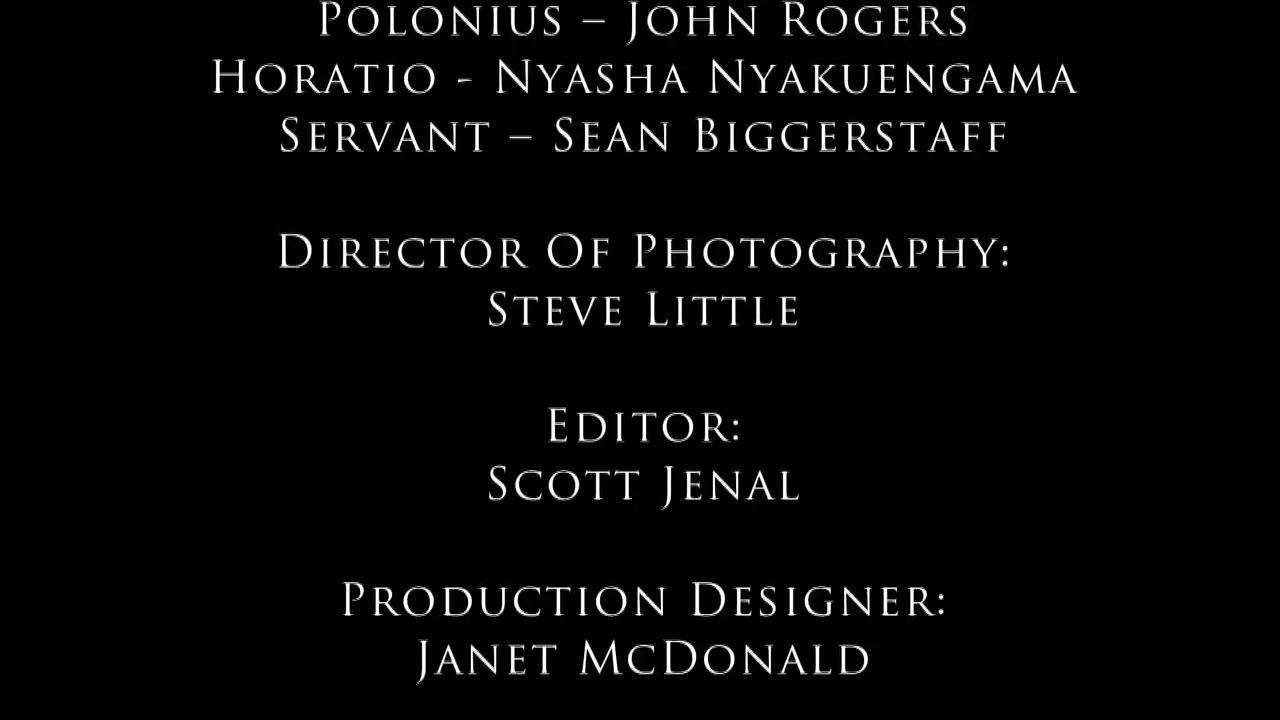 Polonius – John Rogers
Horatio - Nyasha Nyakuengama
Servant – Sean Biggerstaff
Director Of Photography:
Steve Little
Editor:
Scott Jenal
Production Designer:
Janet McDonald